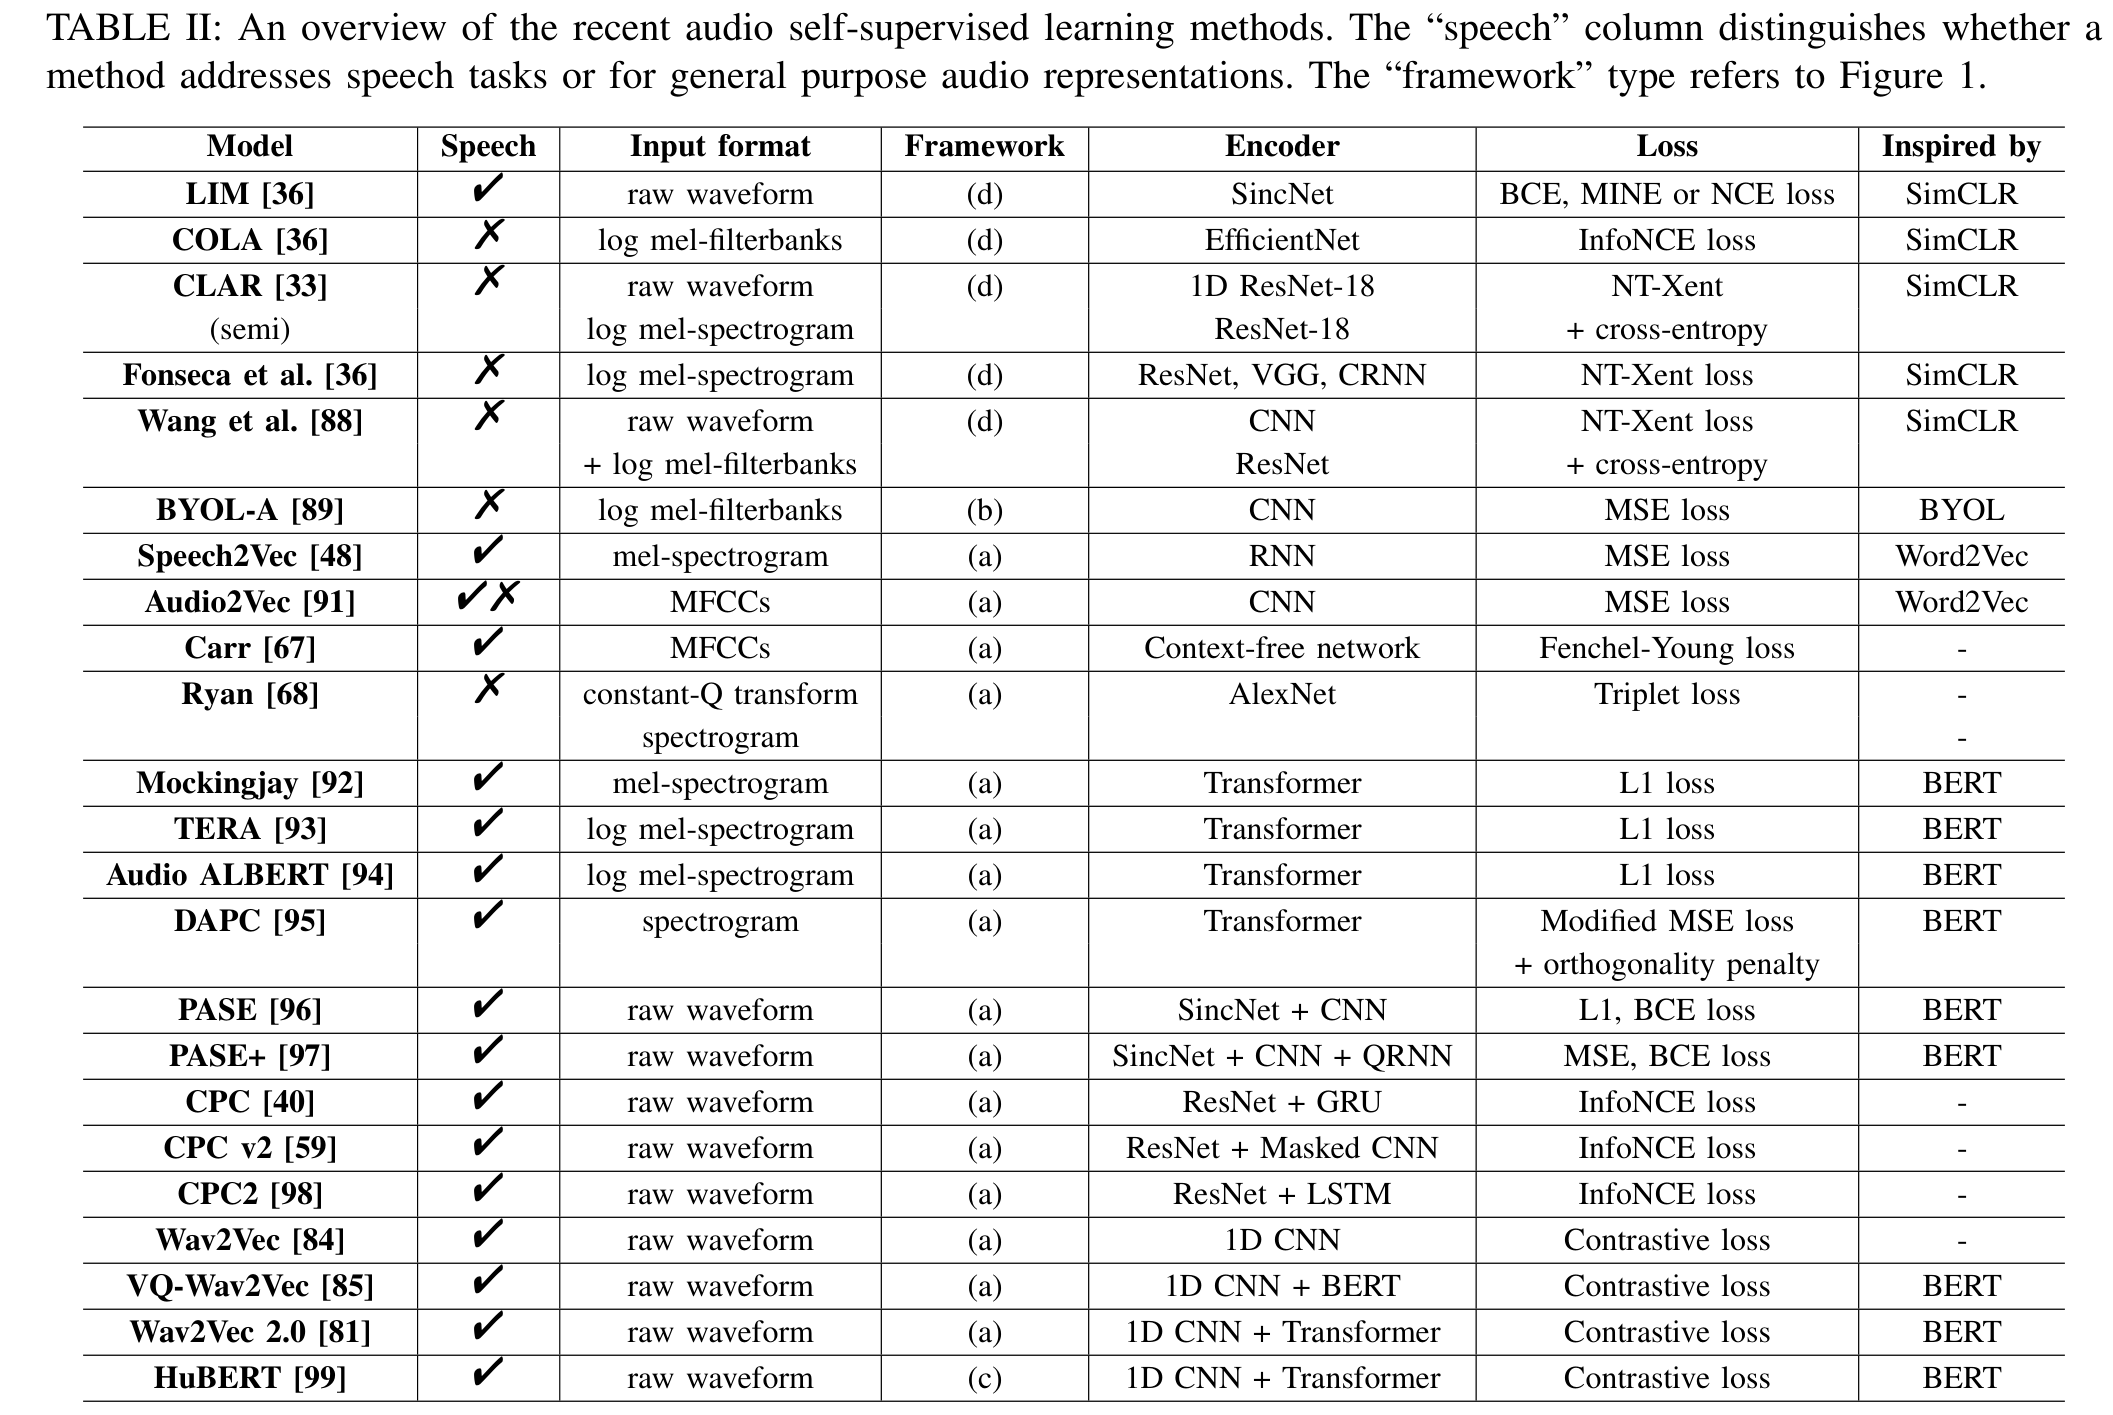 TABLE II: An overview of the recent audio self-supervised learning methods. The “speech” column distinguishes whether a
method addresses speech tasks or for general purpose audio representations. The “framework” type refers to Figure 1.
Model Speech Input format Framework Encoder Loss Inspired by
LIM [36] ✔ raw waveform (d) SincNet BCE, MINE or NCE loss SimCLR
COLA [36] ✗ log mel-filterbanks (d) EfficientNet InfoNCE loss SimCLR
CLAR [33] ✗ raw waveform (d) 1D ResNet-18 NT-Xent SimCLR
(semi) log mel-spectrogram ResNet-18 + cross-entropy
Fonseca et al. [36] ✗ log mel-spectrogram (d) ResNet, VGG, CRNN NT-Xent loss SimCLR
Wang et al. [88] ✗ raw waveform (d) CNN NT-Xent loss SimCLR
+ log mel-filterbanks ResNet + cross-entropy
BYOL-A [89] ✗ log mel-filterbanks (b) CNN MSE loss BYOL
Speech2Vec [48] ✔ mel-spectrogram (a) RNN MSE loss Word2Vec
Audio2Vec [91] ✔✗ MFCCs (a) CNN MSE loss Word2Vec
Carr [67] ✔ MFCCs (a) Context-free network Fenchel-Young loss -
Ryan [68] ✗ constant-Q transform (a) AlexNet Triplet loss -
spectrogram -
Mockingjay [92] ✔ mel-spectrogram (a) Transformer L1 loss BERT
TERA [93] ✔ log mel-spectrogram (a) Transformer L1 loss BERT
Audio ALBERT [94] ✔ log mel-spectrogram (a) Transformer L1 loss BERT
DAPC [95] ✔ spectrogram (a) Transformer Modified MSE loss BERT
+ orthogonality penalty
PASE [96] ✔ raw waveform (a) SincNet + CNN L1, BCE loss BERT
PASE+ [97] ✔ raw waveform (a) SincNet + CNN + QRNN MSE, BCE loss BERT
CPC [40] ✔ raw waveform (a) ResNet + GRU InfoNCE loss -
CPC v2 [59] ✔ raw waveform (a) ResNet + Masked CNN InfoNCE loss -
CPC2 [98] ✔ raw waveform (a) ResNet + LSTM InfoNCE loss -
Wav2Vec [84] ✔ raw waveform (a) 1D CNN Contrastive loss -
VQ-Wav2Vec [85] ✔ raw waveform (a) 1D CNN + BERT Contrastive loss BERT
Wav2Vec 2.0 [81] ✔ raw waveform (a) 1D CNN + Transformer Contrastive loss BERT
HuBERT [99] ✔ raw waveform (c) 1D CNN + Transformer Contrastive loss BERT